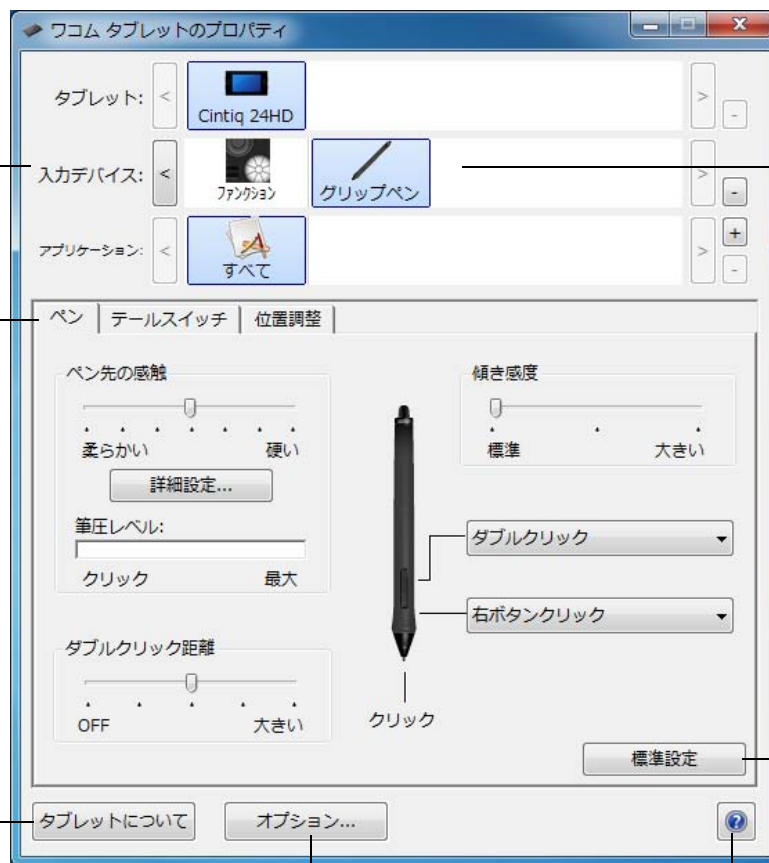 ワコム タブレットのプロパティ
タブレット:
Cintiq 24HD
入力デバイス:
ファンクション
グリップペン
アプリケーション:
すべて
ペン
テールスイッチ
位置調整
ペン先の感触
柔らかい
硬い
詳細設定...
筆圧レベル:
クリック
最大
傾き感度
標準
大きい
ダブルクリック
右ボタンクリック
ダブルクリック距離
OFF
大きい
クリック
標準設定
タブレットについて
オプション...